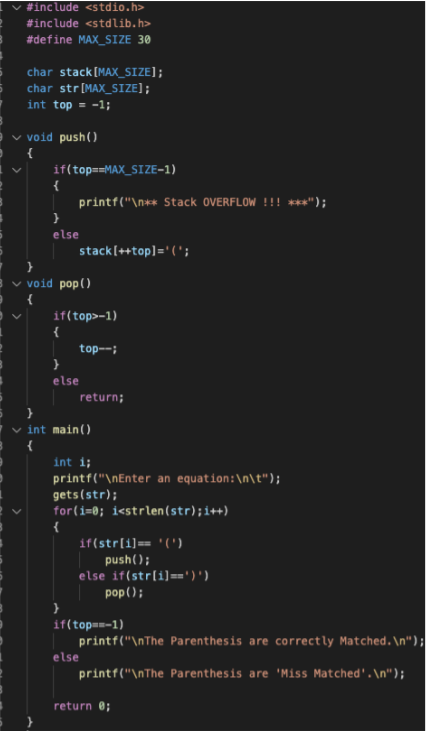 #include <stdio.h>
#include <stdlib.h>
#define MAX_SIZE 30

char stack[MAX_SIZE];
char str[MAX_SIZE];
int top = -1;

void push()
{
    if(top==MAX_SIZE-1)
    {
        printf("\n** Stack OVERFLOW !!! ***");
    }
    else
        stack[++top]='(';
}
void pop()
{
    if(top>-1)
    {
        top--;
    }
    else
        return;
}
int main()
{
    int i;
    printf("\nEnter an equation:\n\t");
    gets(str);
    for(i=0; i<strlen(str);i++)
    {
        if(str[i]== '(')
            push();
        else if(str[i]==')')
            pop();
    }
    if(top==-1)
        printf("\nThe Parenthesis are correctly Matched.\n");
    else
        printf("\nThe Parenthesis are 'Miss Matched'.\n");

    return 0;
}